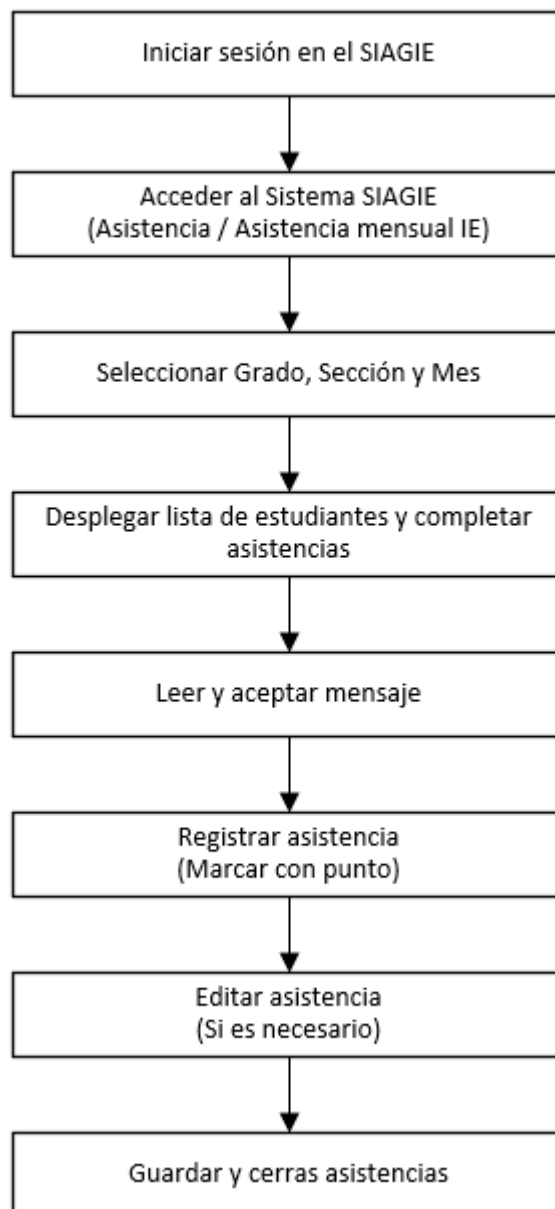 Iniciar sesión en el SIAGIE
Acceder al Sistema SIAGIE
(Asistencia / Asistencia mensual IE)
Seleccionar Grado, Sección y Mes
Desplegar lista de estudiantes y completar
asistencias
Leer y aceptar mensaje
Registrar asistencia
(Marcar con punto)
Editar asistencia
(Si es necesario)
Guardar y cerras asistencias